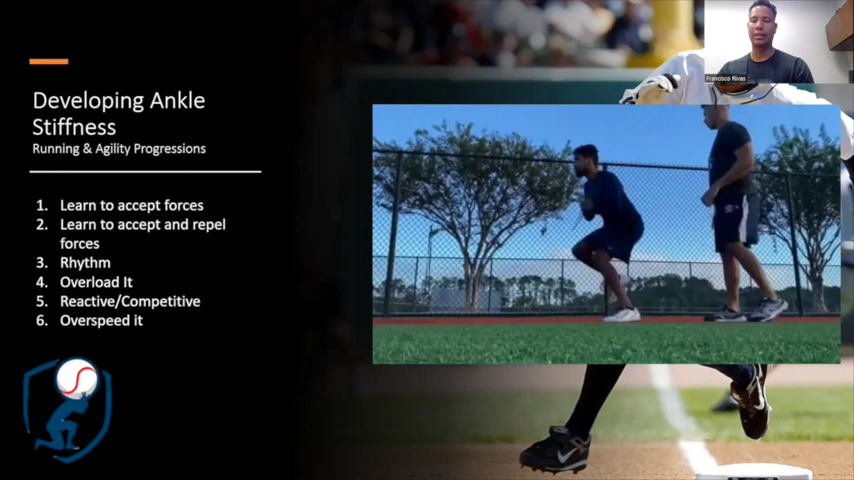 Francisco Rivas
Developing Ankle
Stiffness
Running & Agility Progressions
1. Learn to accept forces
2. Learn to accept and repel
forces
3. Rhythm
4. Overload It
5. Reactive/Competitive
6. Overspeed it